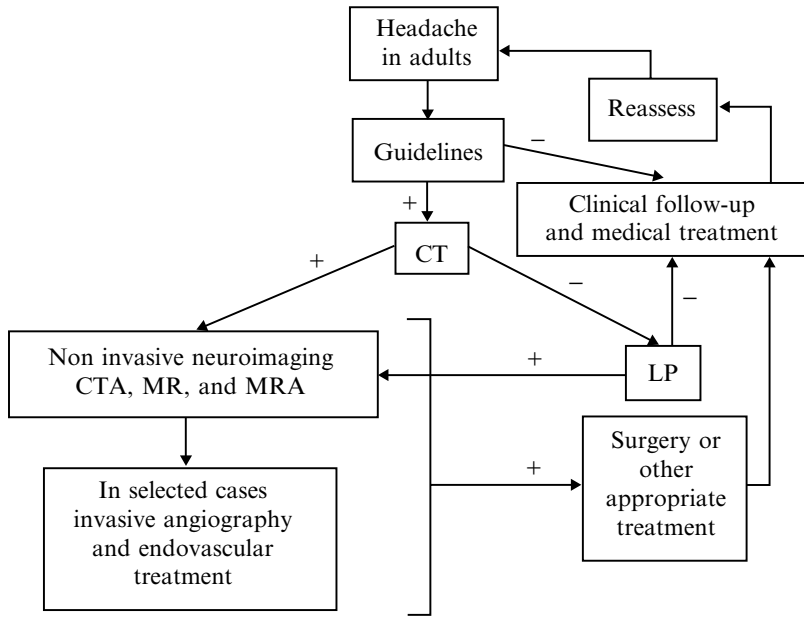 Headache
in adults
Reassess
Guidelines
–
Clinical follow-up
and medical treatment
+
CT
+
–
–
Non invasive neuroimaging
CTA, MR, and MRA
+
LP
Surgery or
other
appropriate
treatment
+
In selected cases
invasive angiography
and endovascular
treatment